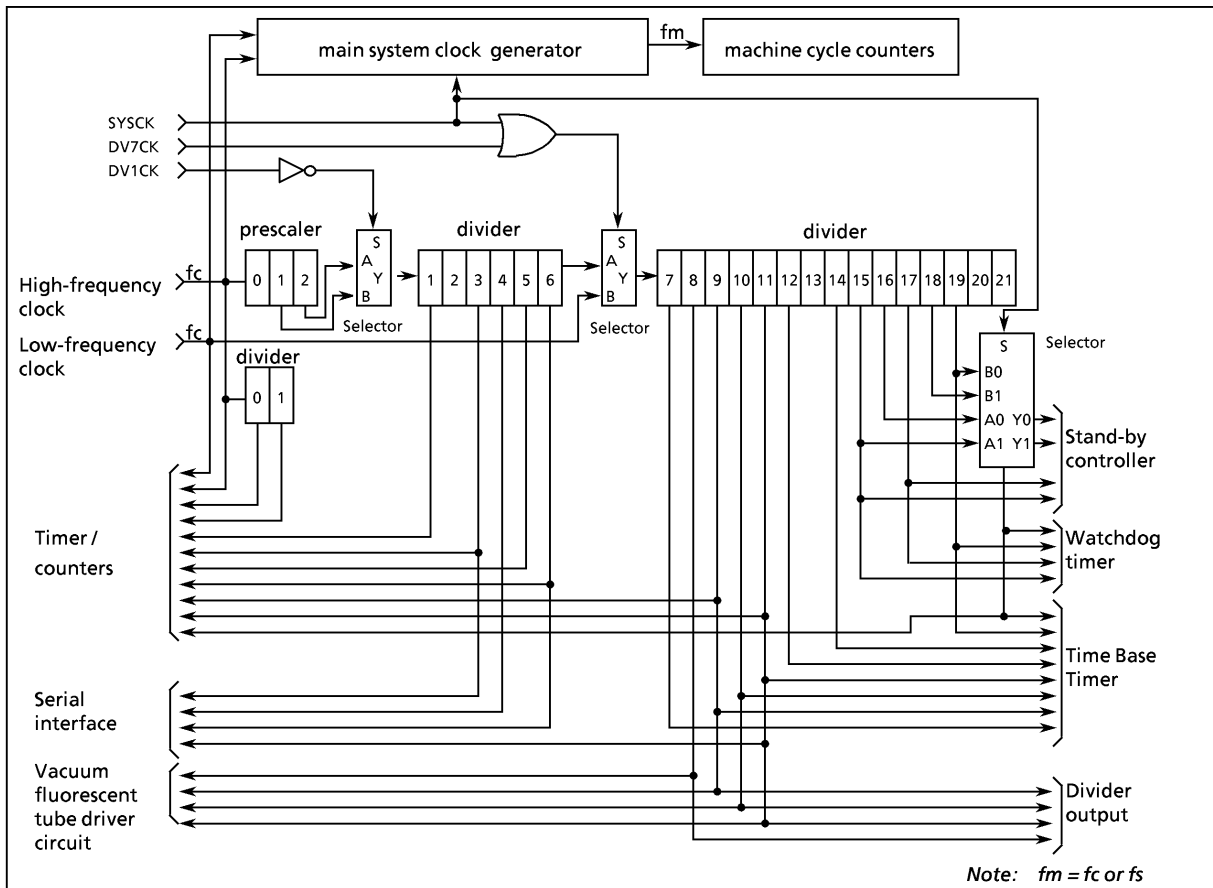 main system clock generator
fm
machine cycle counters
SYSCK
DV7CK
DV1CK
prescaler
divider
divider
S
A
Y
B
S
A
Y
B
fc
0 1 2
1 2 3 4 5 6
7 8 9 10 11 12 13 14 15 16 17 18 19 20 21
High-frequency
clock
Selector
Selector
fc
Low-frequency
clock
divider
0 1
S
Selector
B0
B1
A0 Y0
A1 Y1
Stand-by
controller
Timer /
counters
Watchdog
timer
Time Base
Timer
Serial
interface
Vacuum
fluorescent
tube driver
circuit
Divider
output
Note: fm = fc or fs